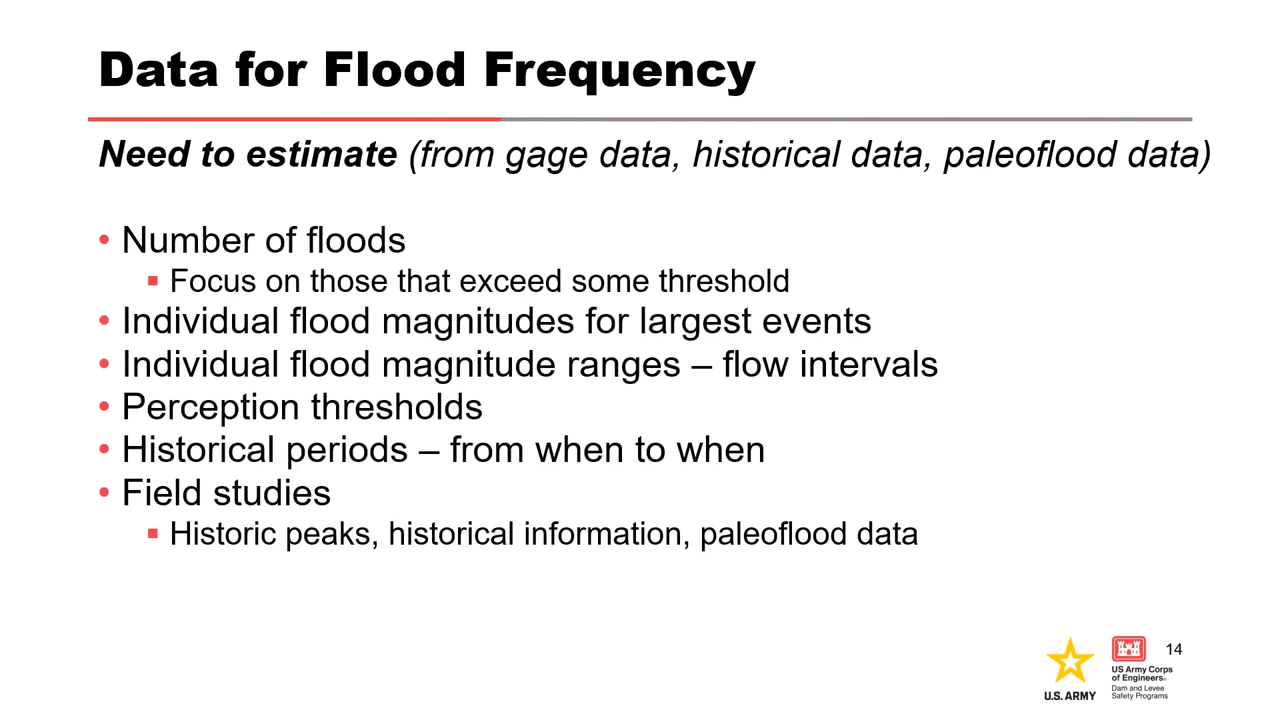 Data for Flood Frequency
Need to estimate (from gage data, historical data, paleoflood data)
• Number of floods
▪ Focus on those that exceed some threshold
• Individual flood magnitudes for largest events
• Individual flood magnitude ranges – flow intervals
• Perception thresholds
• Historical periods – from when to when
• Field studies
▪ Historic peaks, historical information, paleoflood data
14
U.S. ARMY
US Army Corps
of Engineers®
Dam and Levee
Safety Programs